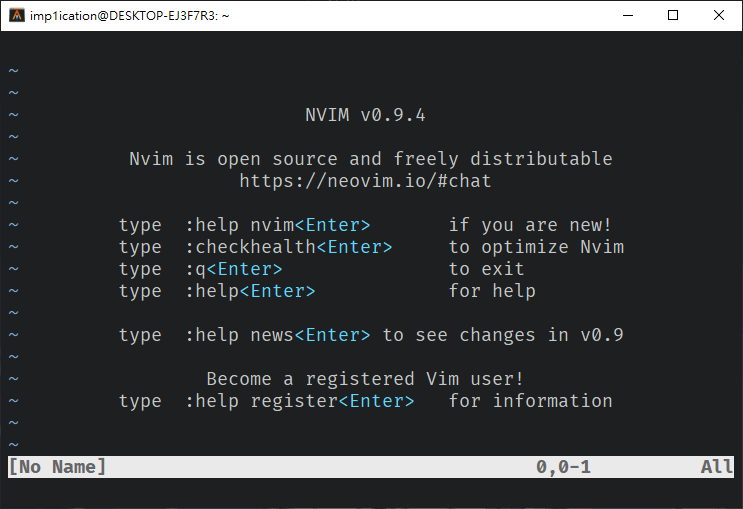 imp1ication@DESKTOP-EJ3F7R3: ~
~
~
~ NVIM v0.9.4
~
~ Nvim is open source and freely distributable
~ https://neovim.io/#chat
~
~ type :help nvim<Enter> if you are new!
~ type :checkhealth<Enter> to optimize Nvim
~ type :q<Enter> to exit
~ type :help<Enter> for help
~
~ type :help news<Enter> to see changes in v0.9
~
~ Become a registered Vim user!
~ type :help register<Enter> for information
~
~
[No Name] 0,0-1 All